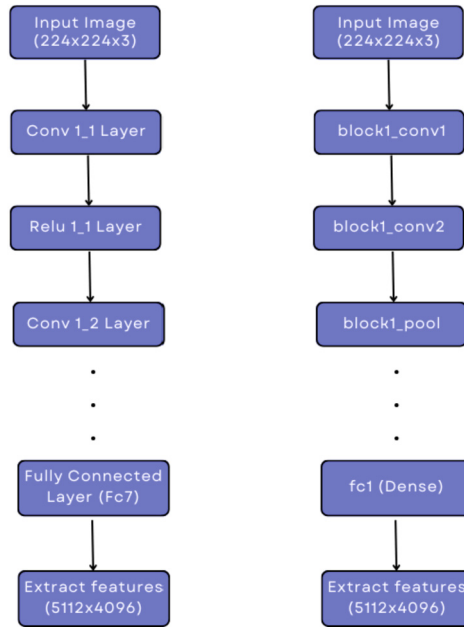 Input Image
(224x224x3)
Conv 1_1 Layer
Relu 1_1 Layer
Conv 1_2 Layer
Fully Connected
Layer (Fc7)
Extract features
(5112x4096)
Input Image
(224x224x3)
block1_conv1
block1_conv2
block1_pool
fc1 (Dense)
Extract features
(5112x4096)